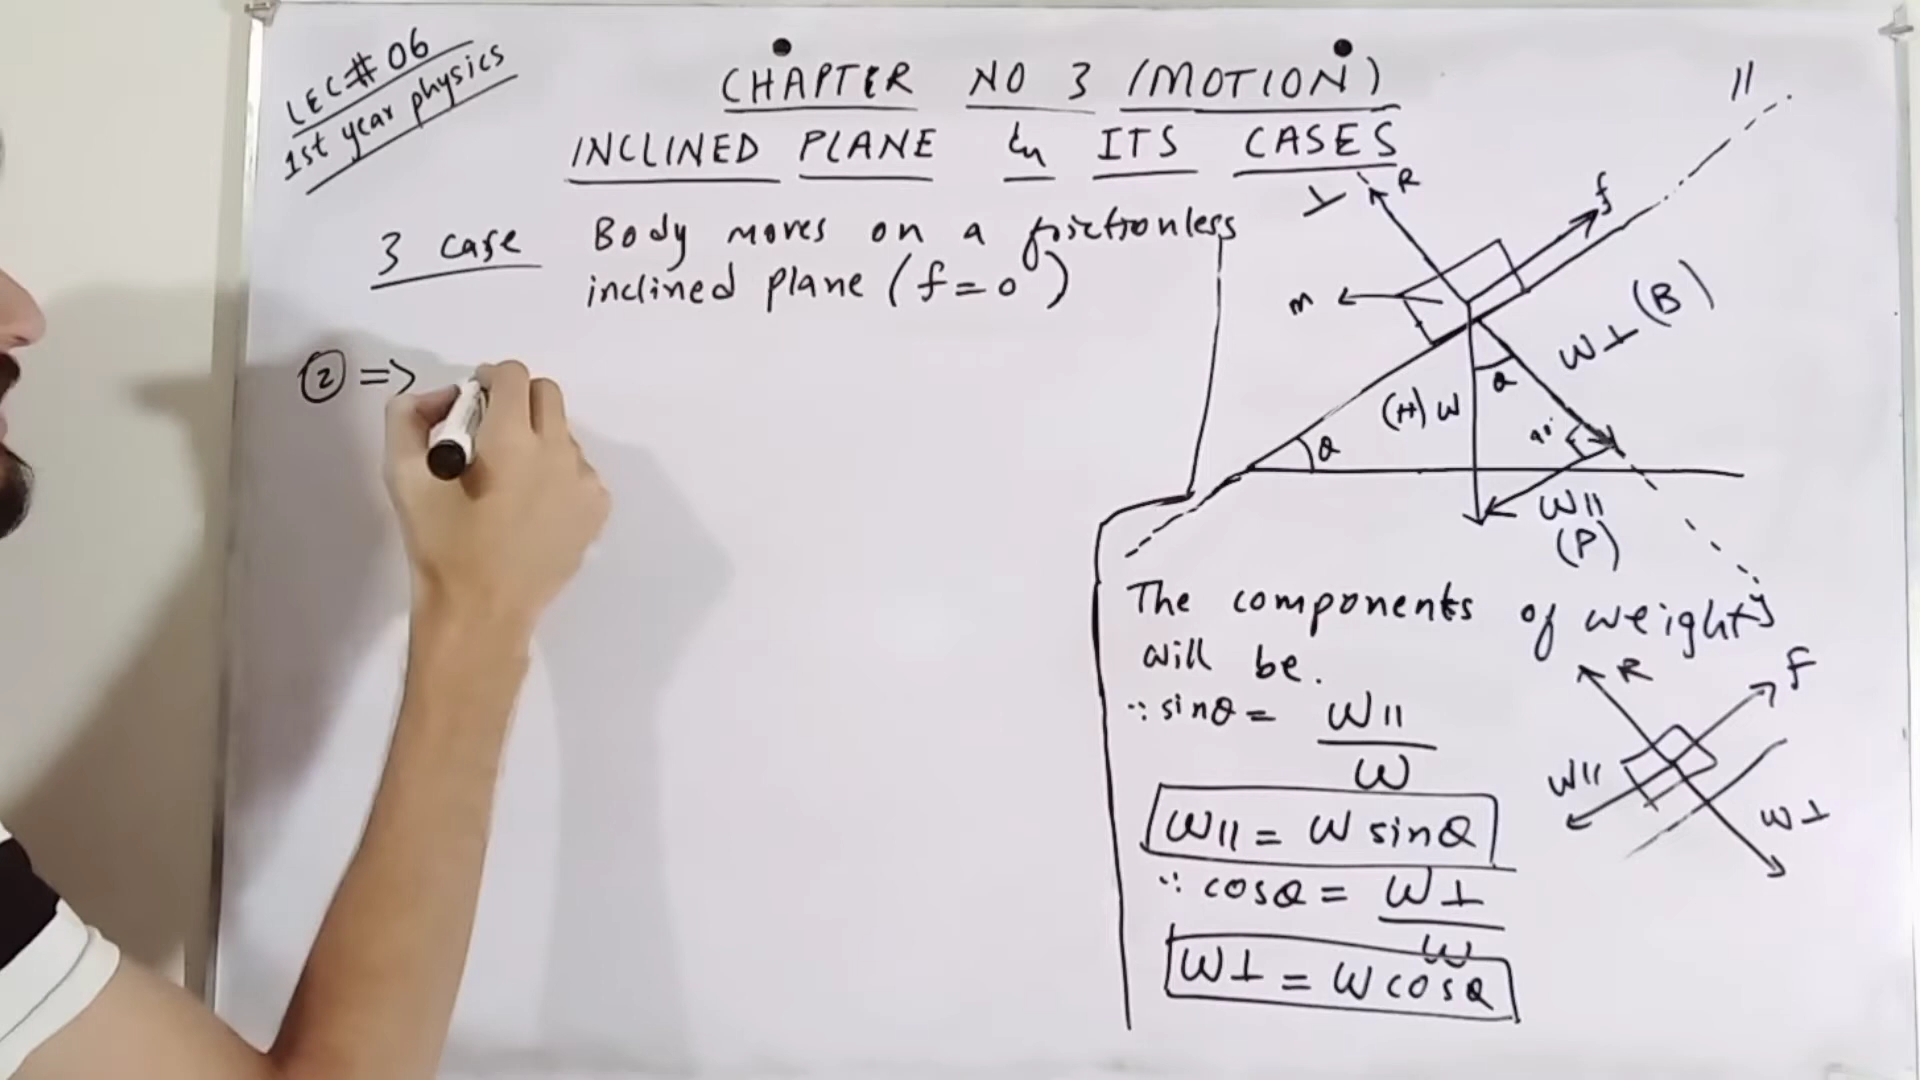 LEC# 06
1st year physics
CHAPTER NO 3 (MOTION)
INCLINED PLANE & ITS CASES
3 case Body moves on a frictionless
inclined plane (f=0)
② =>
||
⊥
R
f
m
W⊥ (B)
(H) W
θ
θ
90°
W||
(P)
The components of weight
will be.
∵ sinθ = W||
W
W|| = W sinθ
∵ cosθ = W⊥
W
W⊥ = W cosθ
R
f
W||
W⊥